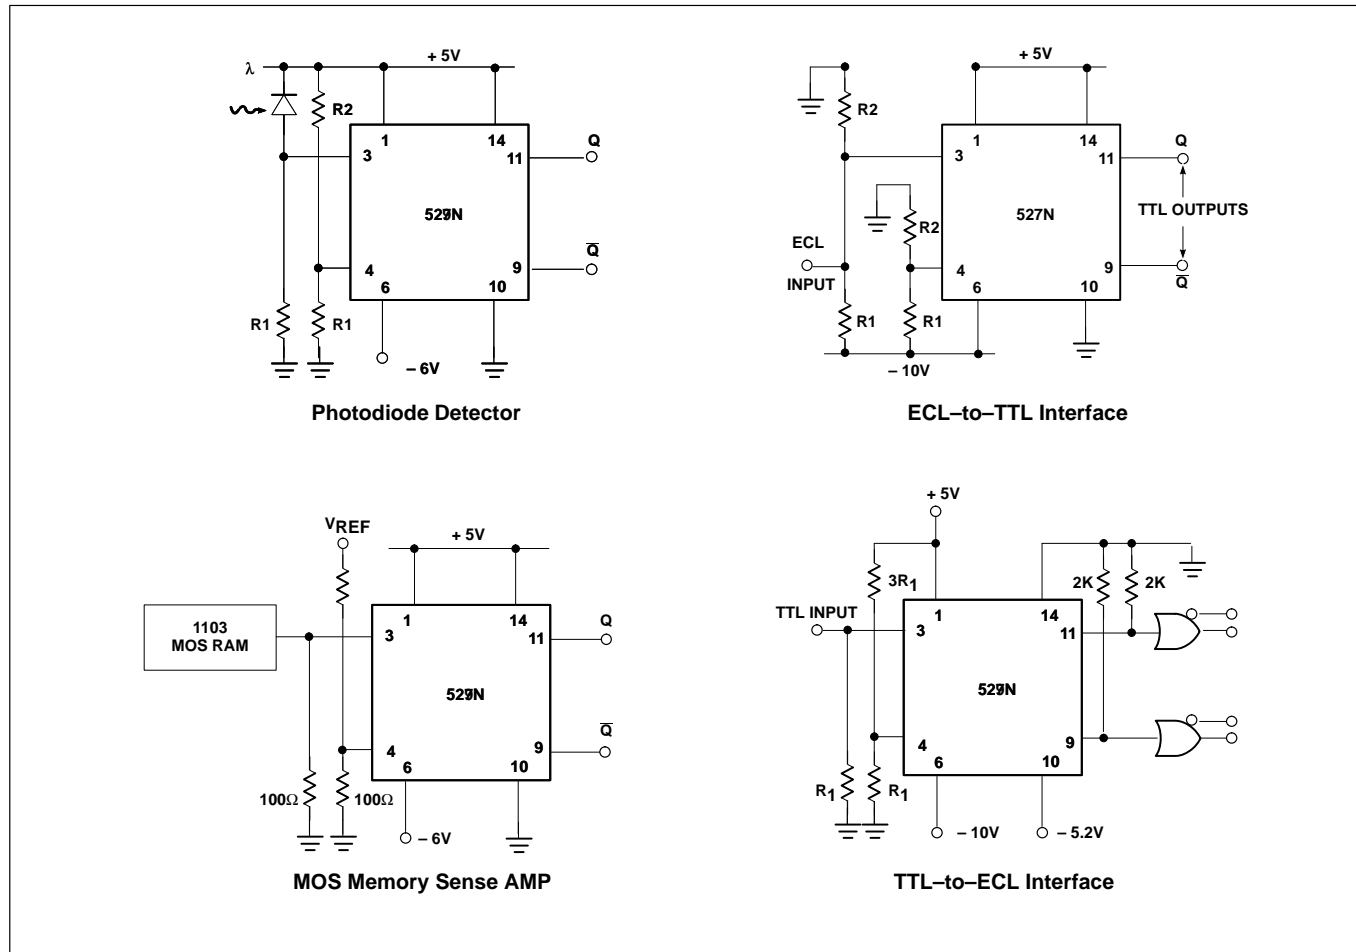 + 5V
λ
R2
1
14
3
11
Q
4
9
Q̅
6
10
R1
R1
– 6V
Photodiode Detector
+ 5V
R2
1
14
3
11
Q
527N
R2
TTL OUTPUTS
ECL
INPUT
4
9
Q̅
6
10
R1
R1
– 10V
ECL–to–TTL Interface
VREF
+ 5V
1103
MOS RAM
1
14
3
11
Q
4
9
Q̅
6
10
100Ω
100Ω
– 6V
MOS Memory Sense AMP
+ 5V
3R1
2K
2K
TTL INPUT
1
14
3
11
4
9
6
10
R1
R1
– 10V
– 5.2V
TTL–to–ECL Interface